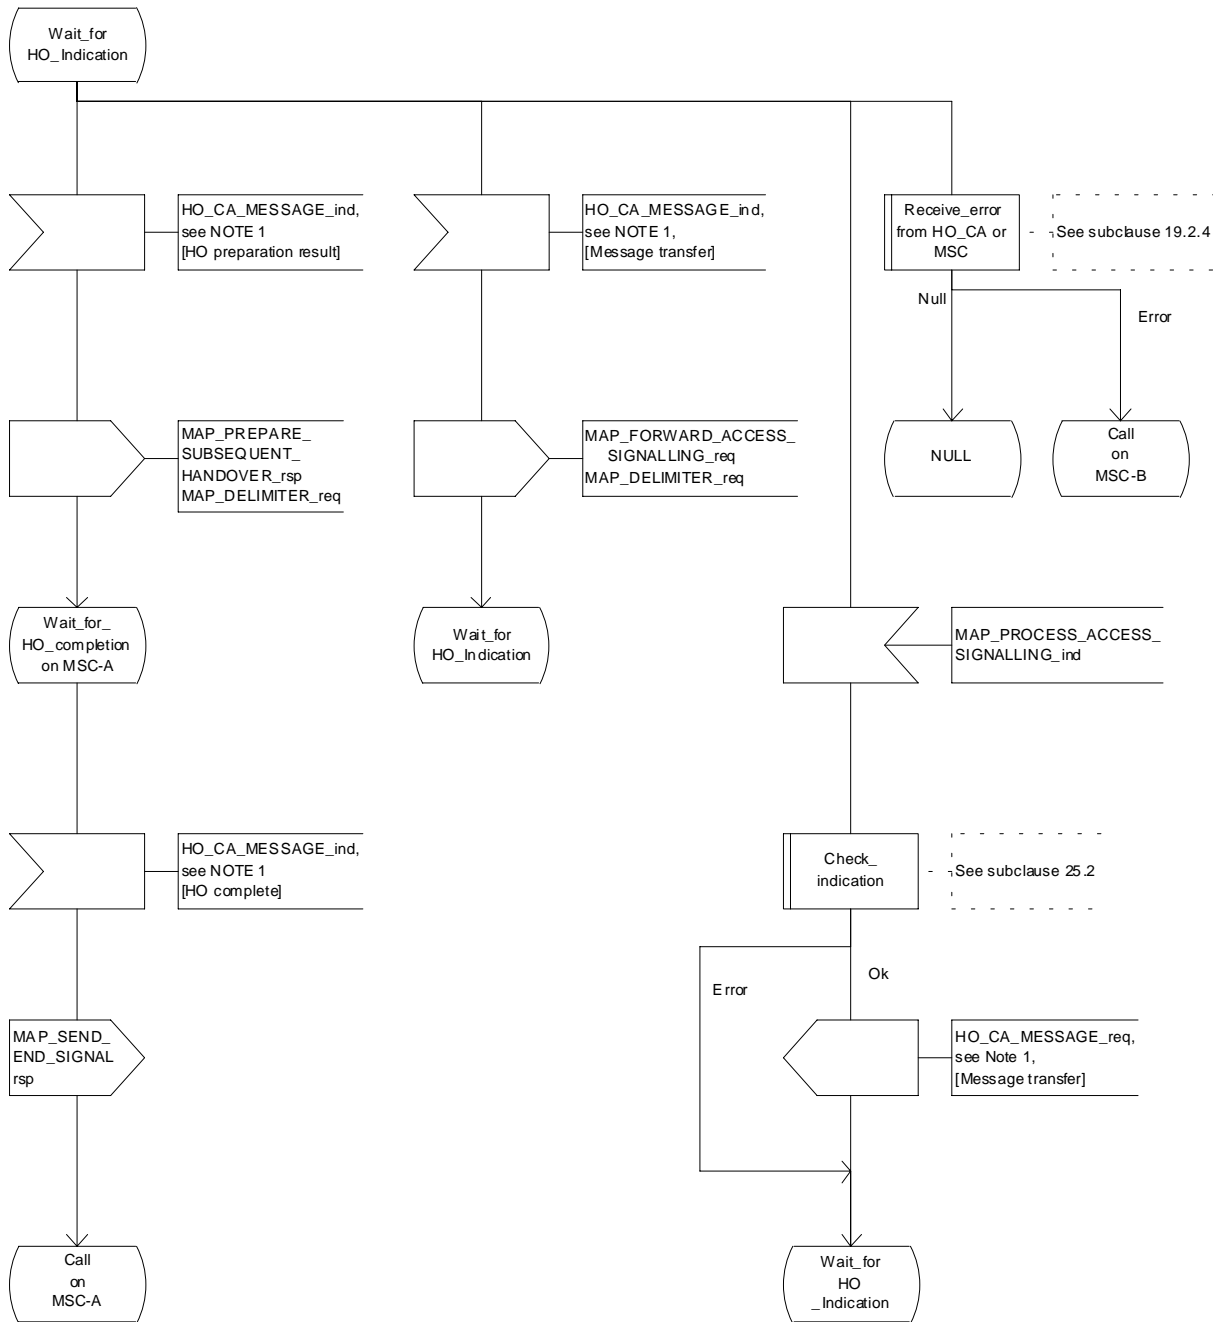 Wait_for
HO_Indication
HO_CA_MESSAGE_ind,
see NOTE 1
[HO preparation result]
HO_CA_MESSAGE_ind,
see NOTE 1,
[Message transfer]
Receive_error
from HO_CA or
MSC
See subclause 19.2.4
Null
Error
MAP_PREPARE_
SUBSEQUENT_
HANDOVER_rsp
MAP_DELIMITER_req
MAP_FORWARD_ACCESS_
SIGNALLING_req
MAP_DELIMITER_req
NULL
Call
on
MSC-B
Wait_for_
HO_completion
on MSC-A
Wait_for
HO_Indication
MAP_PROCESS_ACCESS_
SIGNALLING_ind
HO_CA_MESSAGE_ind,
see NOTE 1
[HO complete]
Check_
indication
See subclause 25.2
Error
Ok
MAP_SEND_
END_SIGNAL
rsp
HO_CA_MESSAGE_req,
see Note 1,
[Message transfer]
Call
on
MSC-A
Wait_for
HO
_Indication